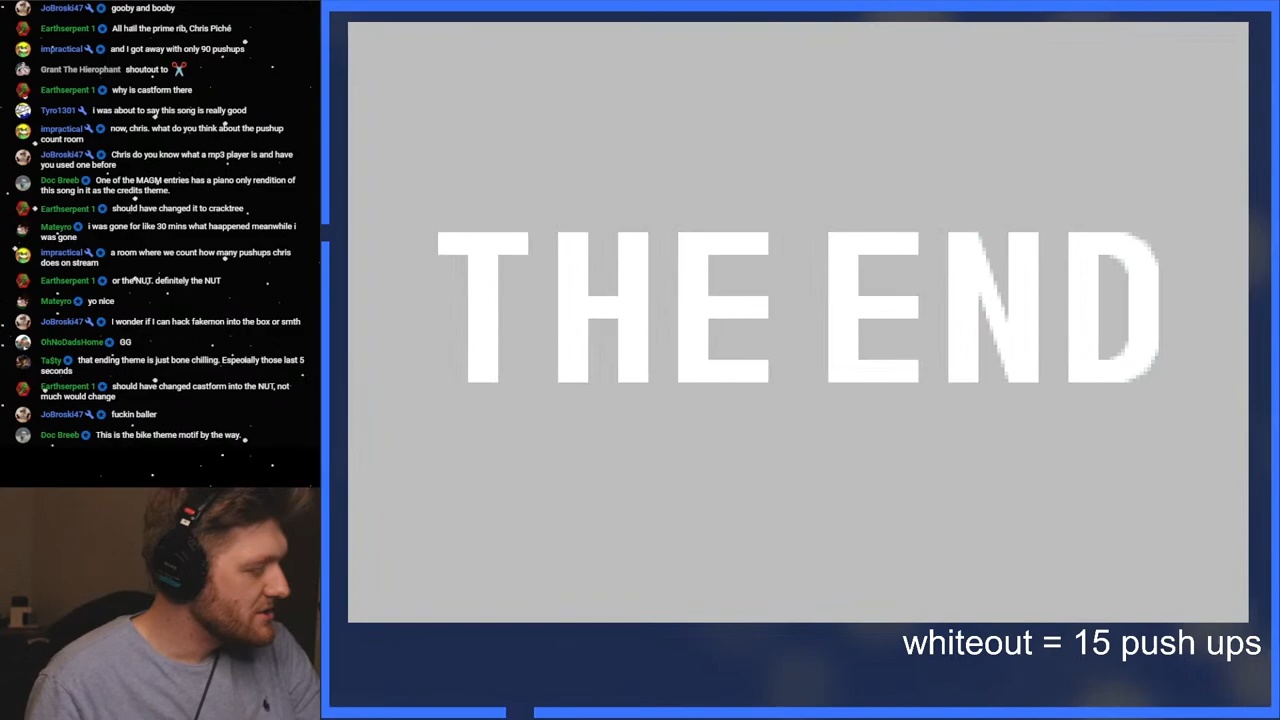 JoBroski47 gooby and booby
Earthserpent 1 All hail the prime rib, Chris Piché
impractical and I got away with only 90 pushups
Grant The Hierophant shoutout to
Earthserpent 1 why is castform there
Tyro1301 i was about to say this song is really good
impractical now, chris. what do you think about the pushup
count room
JoBroski47 Chris do you know what a mp3 player is and have
you used one before
Doc Breeb One of the MAGM entries has a piano only rendition of
this song in it as the credits theme.
Earthserpent 1 should have changed it to cracktree
Mateyro i was gone for like 30 mins what haappened meanwhile i
was gone
impractical a room where we count how many pushups chris
does on stream
Earthserpent 1 or the NUT. definitely the NUT
Mateyro yo nice
JoBroski47 I wonder if I can hack fakemon into the box or smth
OhNoDadsHome GG
Ta$ty that ending theme is just bone chilling. Espeolally those last 5
seconds
Earthserpent 1 should have changed castform into the NUT, not
much would change
JoBroski47 fuckin baller
Doc Breeb This is the bike theme motif by the way.
THE END
whiteout = 15 push ups